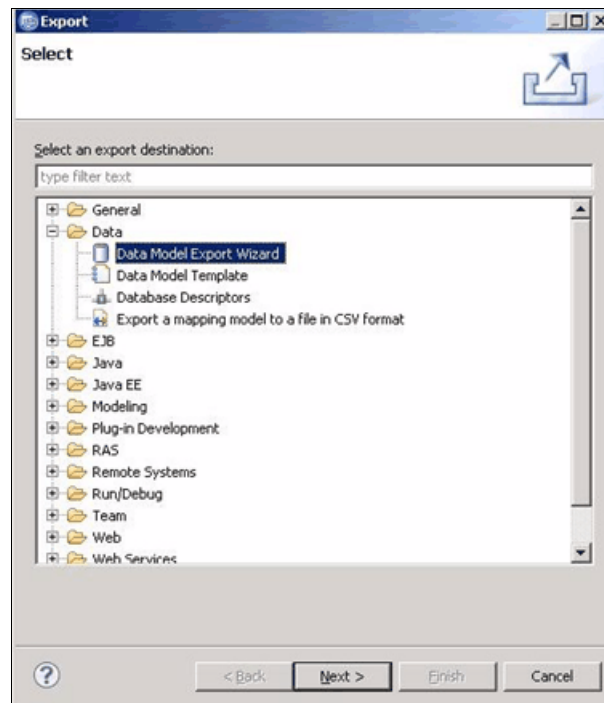 Export
Select
Select an export destination:
type filter text
General
Data
Data Model Export Wizard
Data Model Template
Database Descriptors
Export a mapping model to a file in CSV format
EJB
Java
Java EE
Modeling
Plug-in Development
RAS
Remote Systems
Run/Debug
Team
Web
Web Services
?
< Back
Next >
Finish
Cancel